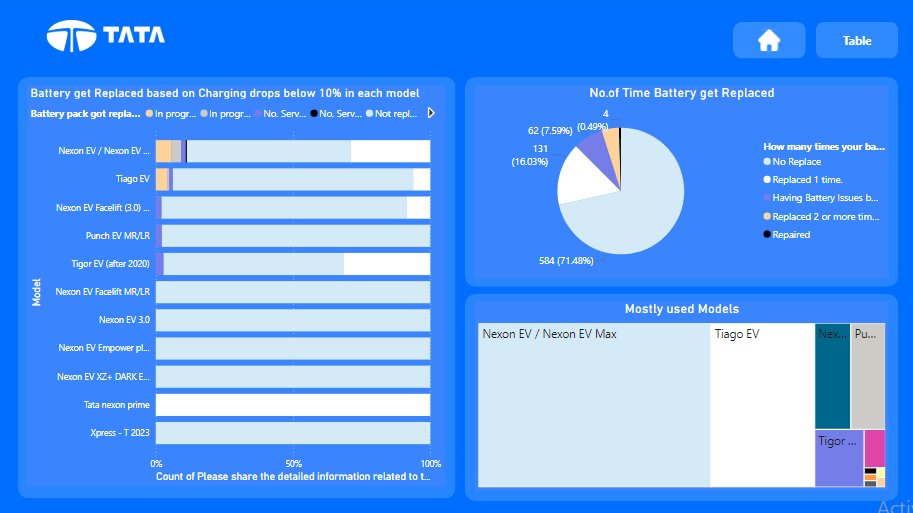 TATA
Table
Battery get Replaced based on Charging drops below 10% in each model
Battery pack got repla...
In progr...
In progr...
No. Serv...
No. Serv...
Not repl...
Model
Nexon EV / Nexon EV ...
Tiago EV
Nexon EV Facelift (3.0) ...
Punch EV MR/LR
Tigor EV (after 2020)
Nexon EV Facelift MR/LR
Nexon EV 3.0
Nexon EV Empower pl...
Nexon EV XZ+ DARK E...
Tata nexon prime
Xpress - T 2023
0%
50%
100%
Count of Please share the detailed information related to t...
No.of Time Battery get Replaced
4
(0.49%)
62 (7.59%)
131
(16.03%)
584 (71.48%)
How many times your ba...
No Replace
Replaced 1 time.
Having Battery Issues b...
Replaced 2 or more tim...
Repaired
Mostly used Models
Nexon EV / Nexon EV Max
Tiago EV
Nex...
Pu...
Tigor ...
Acti